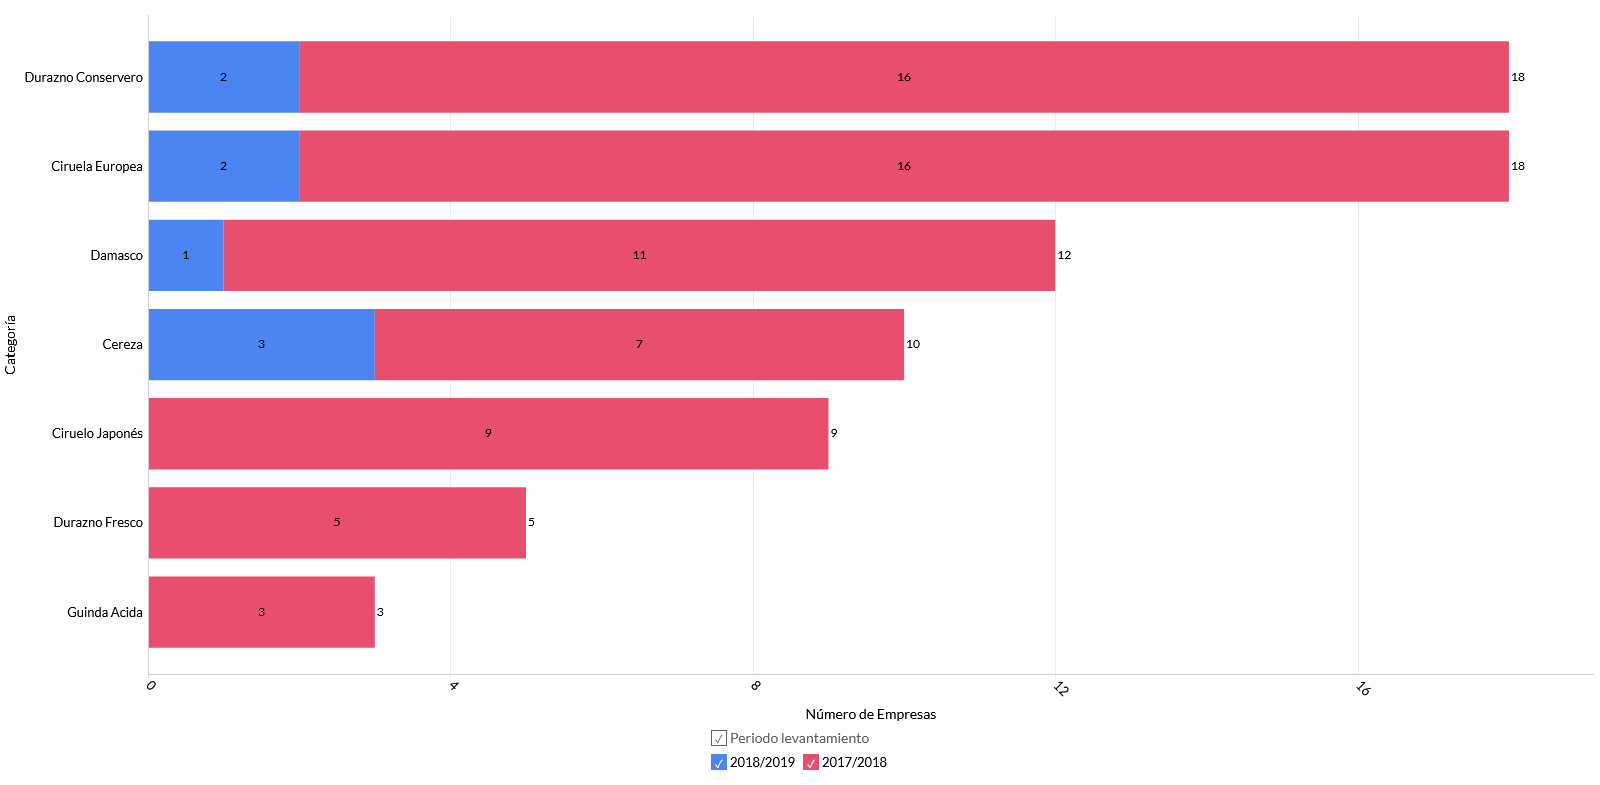 Durazno Conservero 2 16 18
Ciruela Europea 2 16 18
Damasco 1 11 12
Cereza 3 7 10
Ciruelo Japonés 9 9
Durazno Fresco 5 5
Guinda Acida 3 3
Categoría
0 4 8 12 16
Número de Empresas
Periodo levantamiento
2018/2019 2017/2018